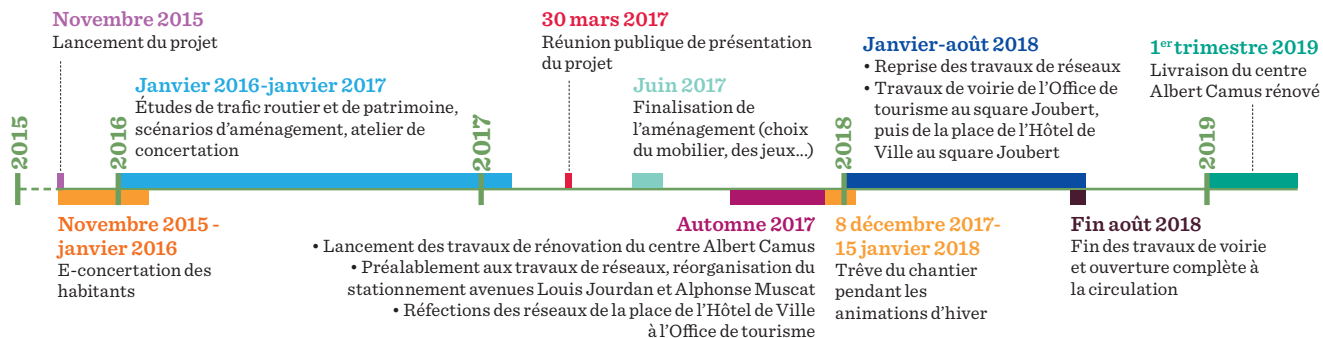 Novembre 2015
Lancement du projet
30 mars 2017
Réunion publique de présentation
du projet
Janvier-août 2018
• Reprise des travaux de réseaux
• Travaux de voirie de l'Office de
tourisme au square Joubert,
puis de la place de l'Hôtel de
Ville au square Joubert
1er trimestre 2019
Livraison du centre
Albert Camus rénové
Janvier 2016-janvier 2017
Études de trafic routier et de patrimoine,
scénarios d'aménagement, atelier de
concertation
Juin 2017
Finalisation de
l'aménagement (choix
du mobilier, des jeux...)
2015
2016
2017
2018
2019
Novembre 2015 -
janvier 2016
E-concertation des
habitants
Automne 2017
• Lancement des travaux de rénovation du centre Albert Camus
• Préalablement aux travaux de réseaux, réorganisation du
stationnement avenues Louis Jourdan et Alphonse Muscat
• Réfections des réseaux de la place de l'Hôtel de Ville
à l'Office de tourisme
8 décembre 2017-
15 janvier 2018
Trêve du chantier
pendant les
animations d'hiver
Fin août 2018
Fin des travaux de voirie
et ouverture complète à
la circulation